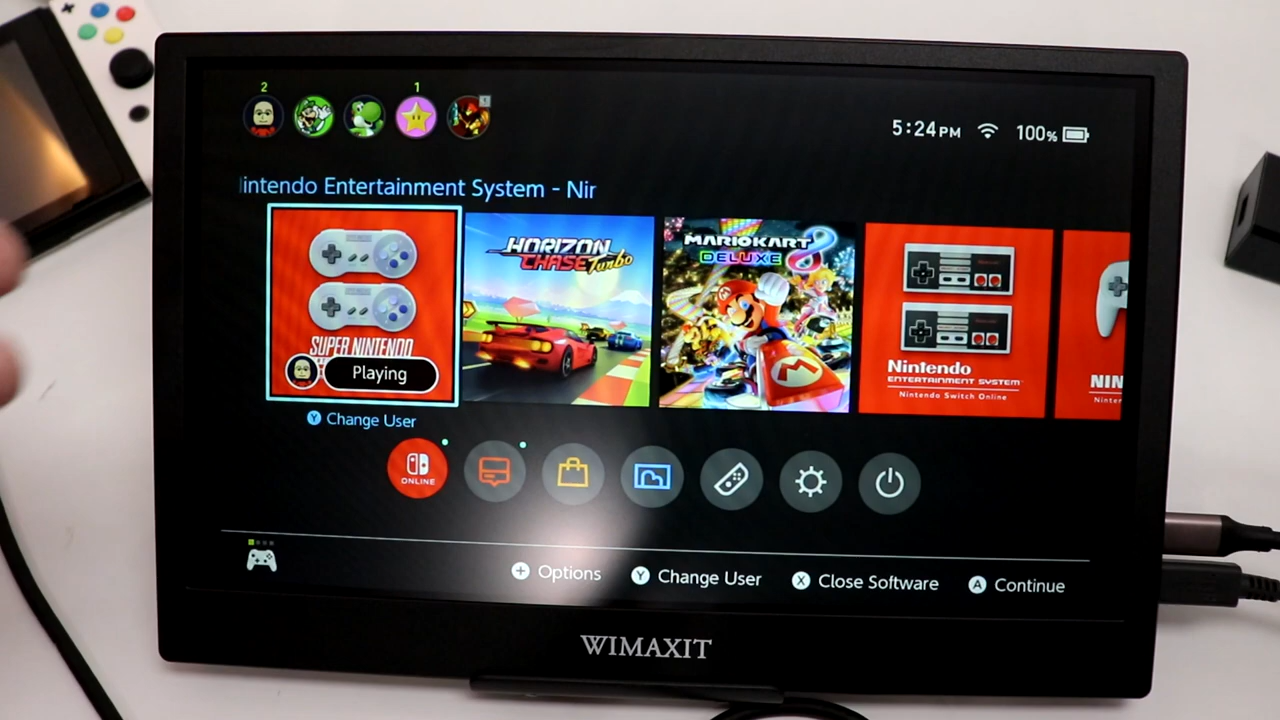 2
1
5:24PM
100%
intendo Entertainment System - Nir
SUPER NINTENDO
Playing
HORIZON
CHASE Turbo
MARIOKART 8
DELUXE
Nintendo
ENTERTAINMENT SYSTEM
Nintendo Switch Online
NIN
Ninter
Y Change User
ONLINE
+ Options
Y Change User
X Close Software
A Continue
WIMAXIT